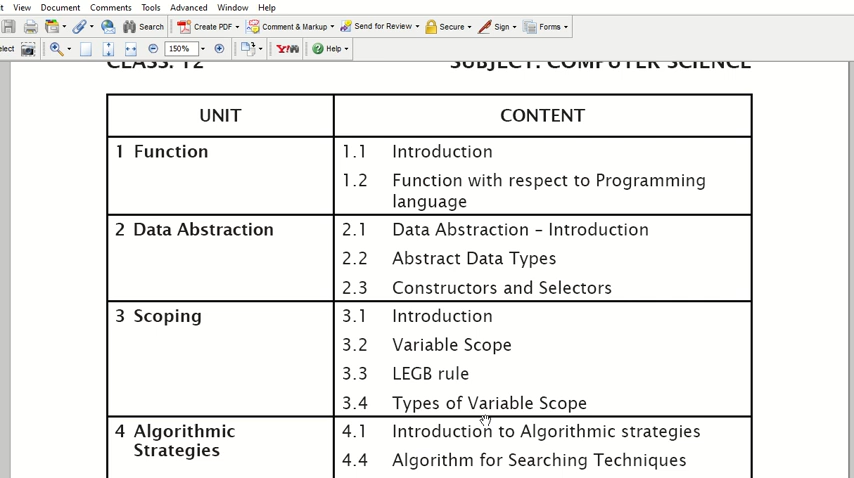 View Document Comments Tools Advanced Window Help
Search Create PDF Comment & Markup Send for Review Secure Sign Forms
150% Help
CLASS: 12 SUBJECT: COMPUTER SCIENCE
UNIT CONTENT
1 Function 1.1 Introduction
1.2 Function with respect to Programming
language
2 Data Abstraction 2.1 Data Abstraction – Introduction
2.2 Abstract Data Types
2.3 Constructors and Selectors
3 Scoping 3.1 Introduction
3.2 Variable Scope
3.3 LEGB rule
3.4 Types of Variable Scope
4 Algorithmic 4.1 Introduction to Algorithmic strategies
Strategies 4.4 Algorithm for Searching Techniques